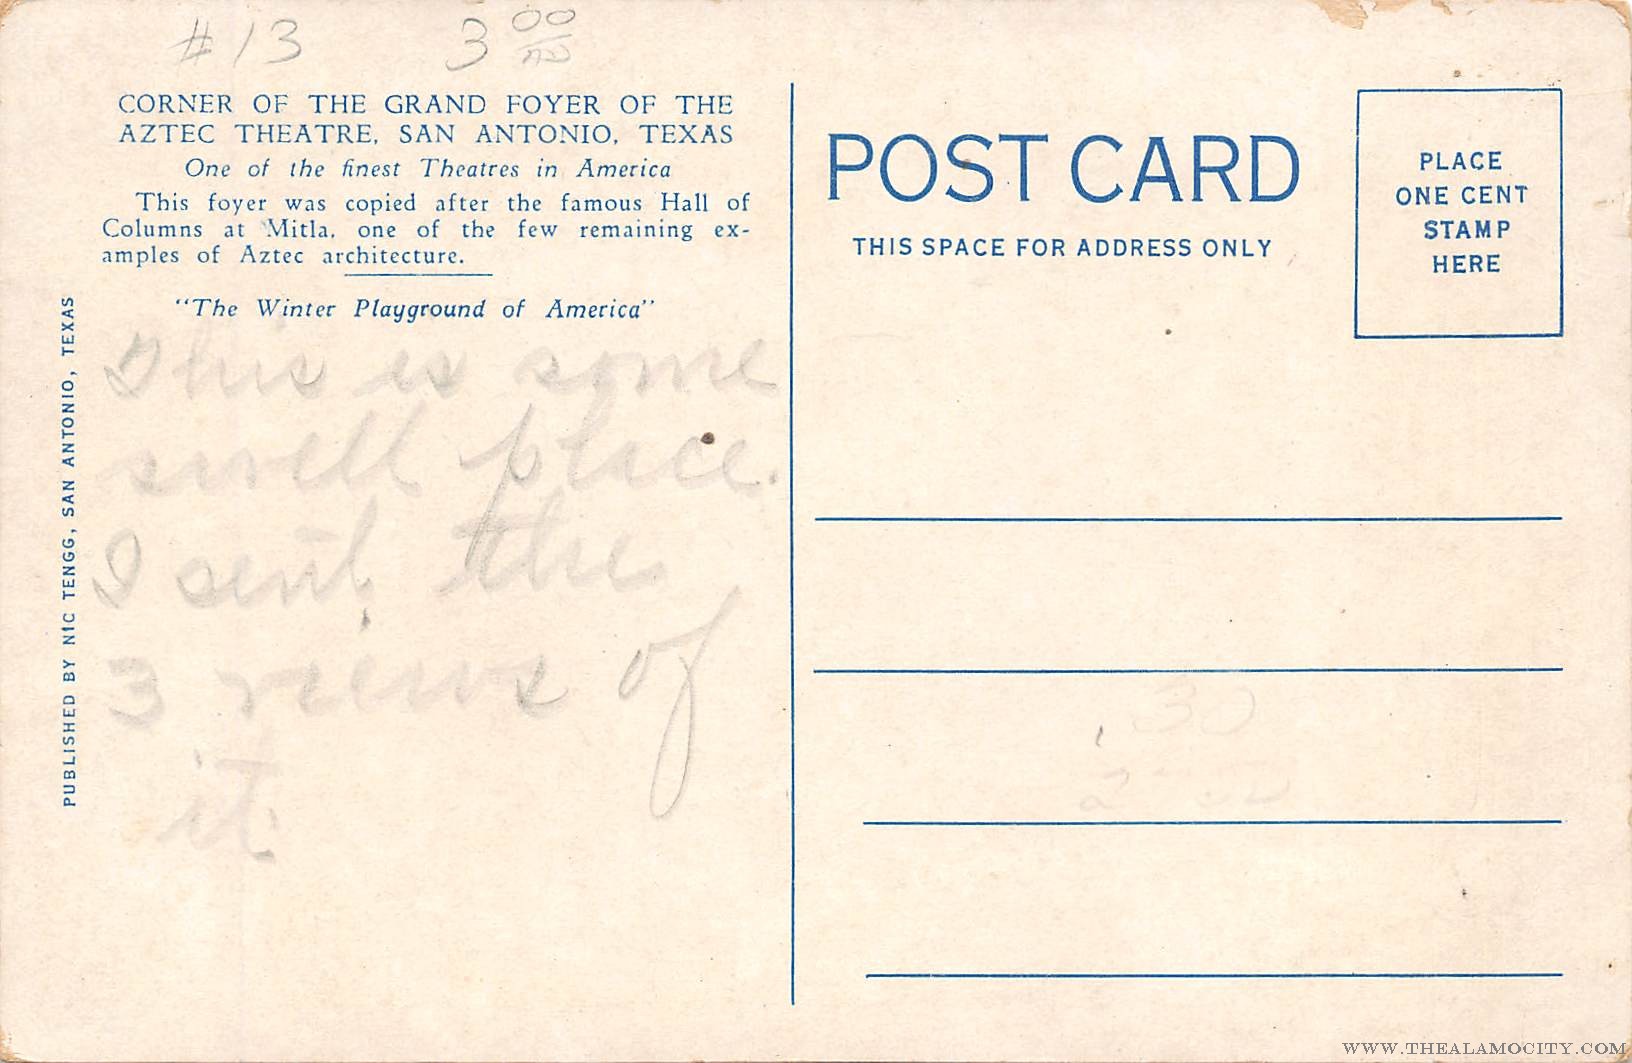 #13 3 00
CORNER OF THE GRAND FOYER OF THE
AZTEC THEATRE, SAN ANTONIO, TEXAS
One of the finest Theatres in America
This foyer was copied after the famous Hall of
Columns at Mitla, one of the few remaining ex-
amples of Aztec architecture.
"The Winter Playground of America"
This is some
swell place.
I sent the
3 views of
it.
PUBLISHED BY NIC TENGG, SAN ANTONIO, TEXAS
POST CARD
THIS SPACE FOR ADDRESS ONLY
PLACE
ONE CENT
STAMP
HERE
WWW.THEALAMOCITY.COM